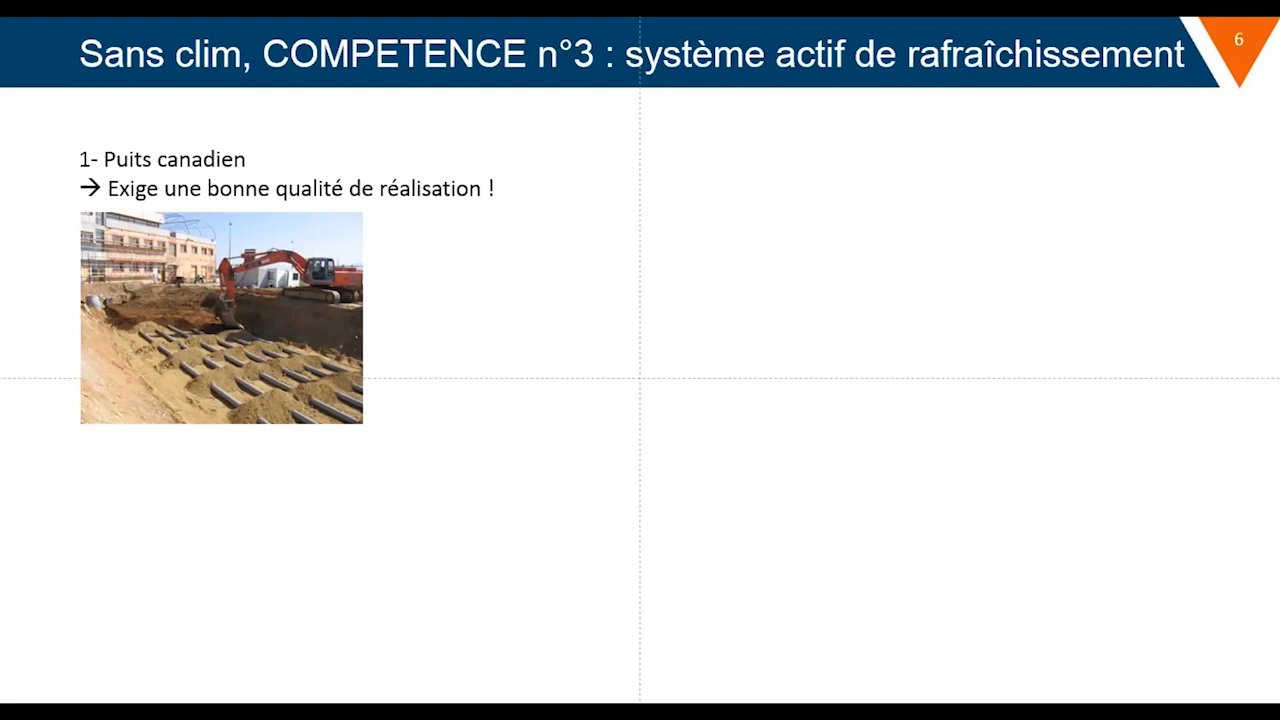 Sans clim, COMPETENCE n°3 : système actif de rafraîchissement
6
1- Puits canadien
→ Exige une bonne qualité de réalisation !